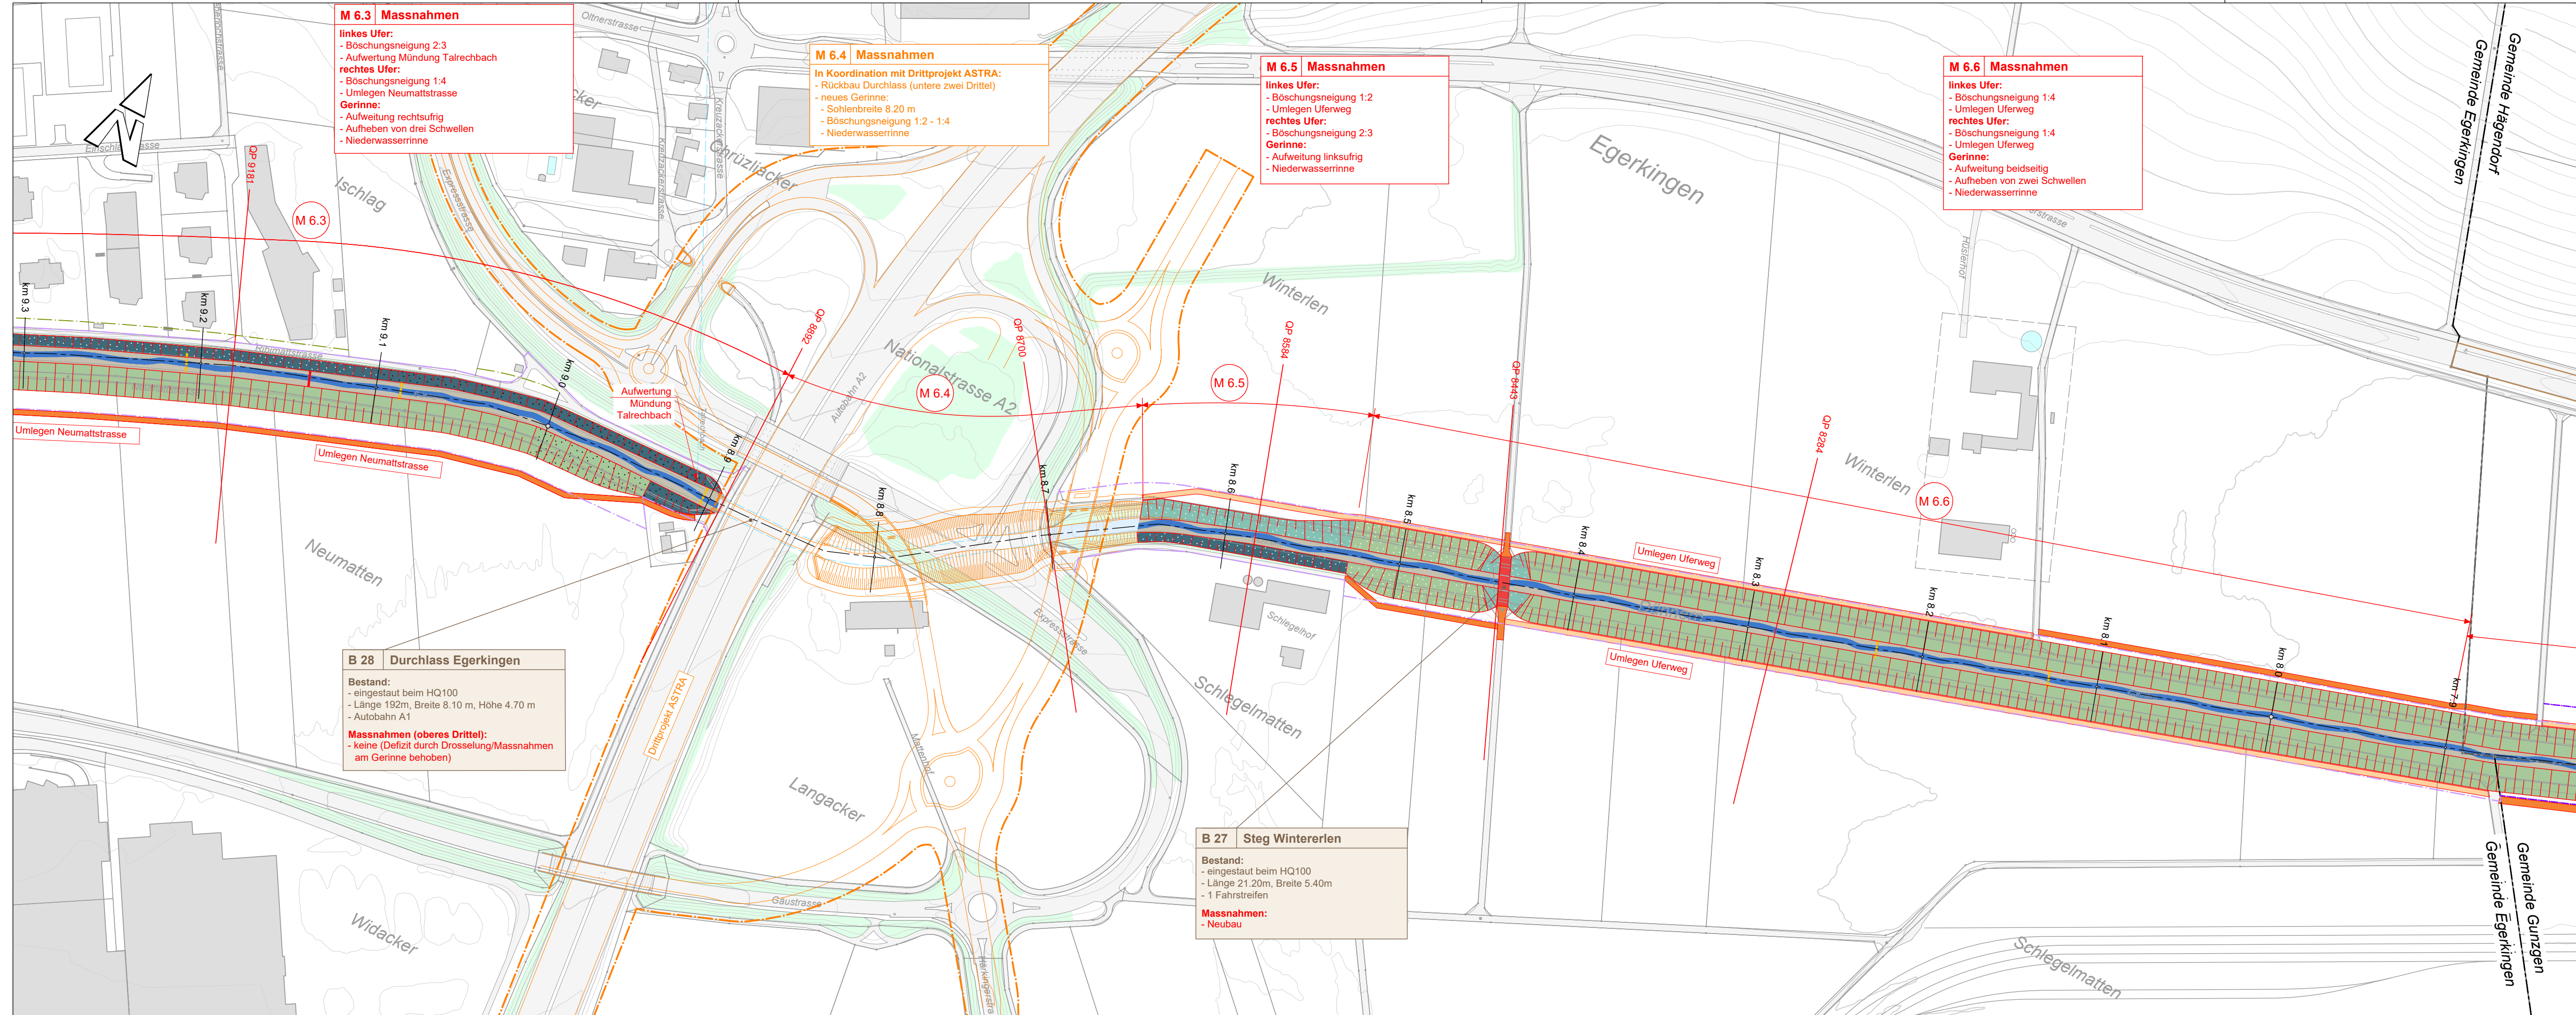 M 6.3 Massnahmen
linkes Ufer:
- Böschungsneigung 2:3
- Aufwertung Mündung Talrechbach
rechtes Ufer:
- Böschungsneigung 1:4
- Umlegen Neumattstrasse
Gerinne:
- Aufweitung rechtsufrig
- Aufheben von drei Schwellen
- Niederwasserrinne
M 6.4 Massnahmen
In Koordination mit Drittprojekt ASTRA:
- Rückbau Durchlass (untere zwei Drittel)
- neues Gerinne:
- Sohlenbreite 8.20 m
- Böschungsneigung 1:2 - 1:4
- Niederwasserrinne
M 6.5 Massnahmen
linkes Ufer:
- Böschungsneigung 1:2
- Umlegen Uferweg
rechtes Ufer:
- Böschungsneigung 2:3
Gerinne:
- Aufweitung linksufrig
- Niederwasserrinne
M 6.6 Massnahmen
linkes Ufer:
- Böschungsneigung 1:4
- Umlegen Uferweg
rechtes Ufer:
- Böschungsneigung 1:4
- Umlegen Uferweg
Gerinne:
- Aufweitung beidseitig
- Aufheben von zwei Schwellen
- Niederwasserrinne
Oltnerstrasse
Gemeinde Egerkingen
Gemeinde Hägendorf
Kreuzackerstrasse
Kreuzackerstrasse
Chrüzliacker
Expressstrasse
Ischlag
Egerkingen
Winterlen
Hüslerhof
QP 9181
M 6.3
km 9.3
km 9.2
km 9.1
km 9.0
km 8.9
QP 8892
QP 8700
QP 8584
QP 8443
QP 8284
Nationalstrasse A2
Autobahn A2
M 6.4
M 6.5
M 6.6
Aufwertung
Mündung
Talrechbach
Umlegen Neumattstrasse
Umlegen Neumattstrasse
km 8.8
km 8.7
km 8.6
km 8.5
km 8.4
km 8.3
km 8.2
km 8.1
km 8.0
km 7.9
Winterlen
Umlegen Uferweg
Umlegen Uferweg
Neumatten
Schlegelhof
Expressstrasse
Schlegelmatten
Drittprojekt ASTRA
Mattenhof
Langacker
B 28 Durchlass Egerkingen
Bestand:
- eingestaut beim HQ100
- Länge 192m, Breite 8.10 m, Höhe 4.70 m
- Autobahn A1
Massnahmen (oberes Drittel):
- keine (Defizit durch Drosselung/Massnahmen
am Gerinne behoben)
B 27 Steg Wintererlen
Bestand:
- eingestaut beim HQ100
- Länge 21.20m, Breite 5.40m
- 1 Fahrstreifen
Massnahmen:
- Neubau
Gäustrasse
Widacker
Schlegelmatten
Gemeinde Egerkingen
Gemeinde Gunzgen